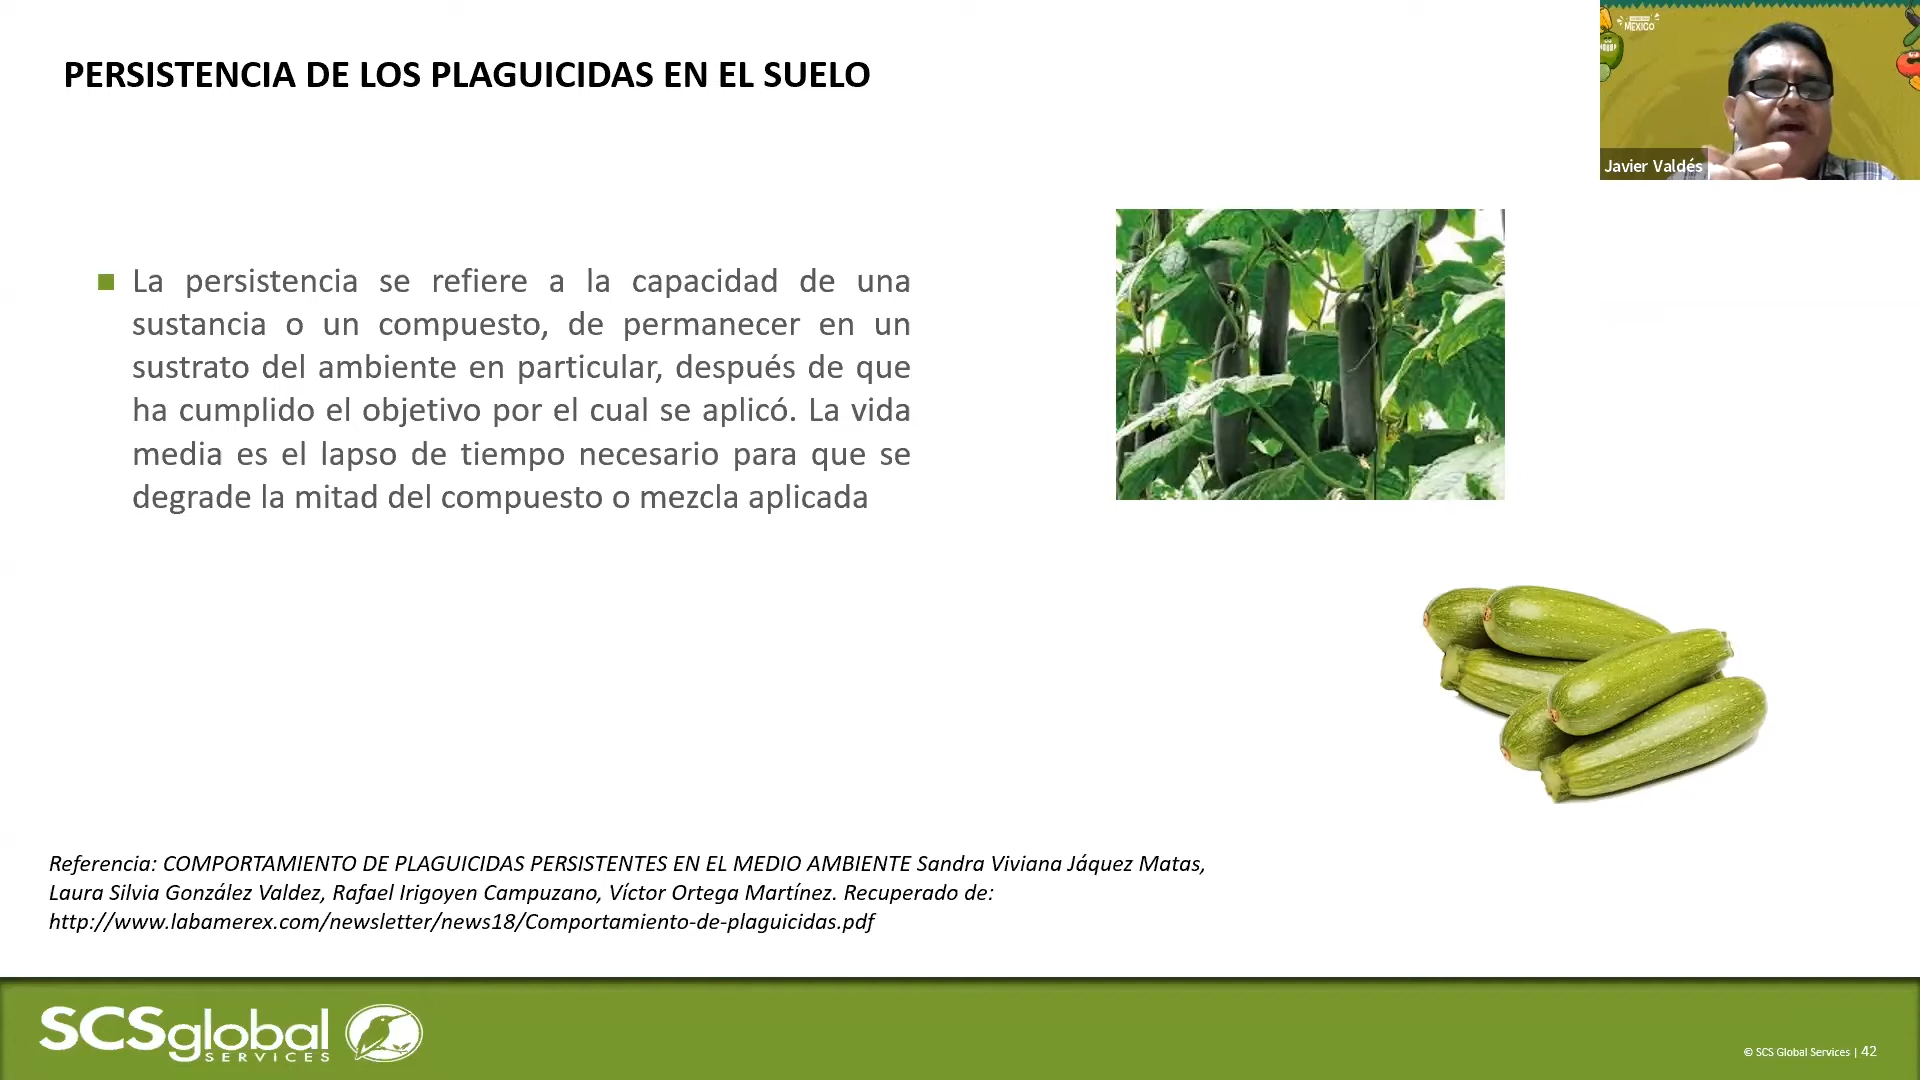 PERSISTENCIA DE LOS PLAGUICIDAS EN EL SUELO
MÉXICO
Javier Valdés
La persistencia se refiere a la capacidad de una
sustancia o un compuesto, de permanecer en un
sustrato del ambiente en particular, después de que
ha cumplido el objetivo por el cual se aplicó. La vida
media es el lapso de tiempo necesario para que se
degrade la mitad del compuesto o mezcla aplicada
Referencia: COMPORTAMIENTO DE PLAGUICIDAS PERSISTENTES EN EL MEDIO AMBIENTE Sandra Viviana Jáquez Matas,
Laura Silvia González Valdez, Rafael Irigoyen Campuzano, Víctor Ortega Martínez. Recuperado de:
http://www.labamerex.com/newsletter/news18/Comportamiento-de-plaguicidas.pdf
SCSglobal
SERVICES
© SCS Global Services | 42